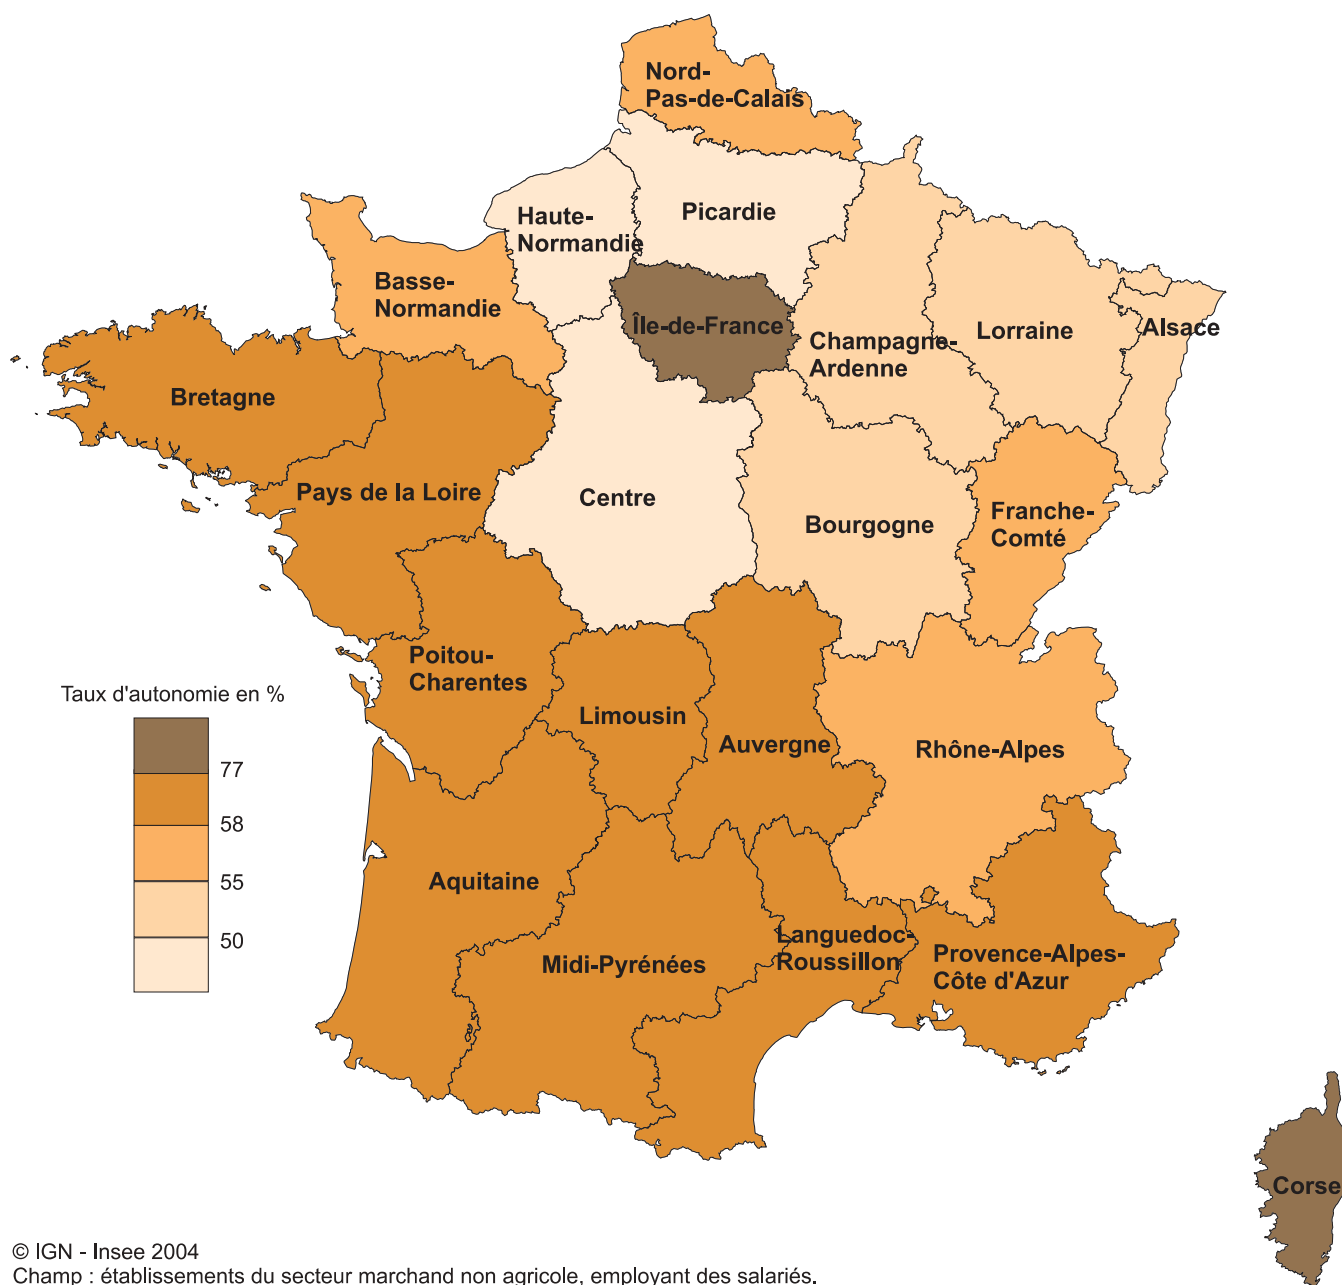 Nord-
Pas-de-Calais
Haute-
Normandie
Picardie
Basse-
Normandie
Île-de-France
Champagne-
Ardenne
Lorraine
Alsace
Bretagne
Pays de la Loire
Centre
Bourgogne
Franche-
Comté
Poitou-
Charentes
Limousin
Auvergne
Rhône-Alpes
Taux d'autonomie en %
77
58
55
50
Aquitaine
Midi-Pyrénées
Languedoc-
Roussillon
Provence-Alpes-
Côte d'Azur
Corse
© IGN - Insee 2004
Champ : établissements du secteur marchand non agricole, employant des salariés.